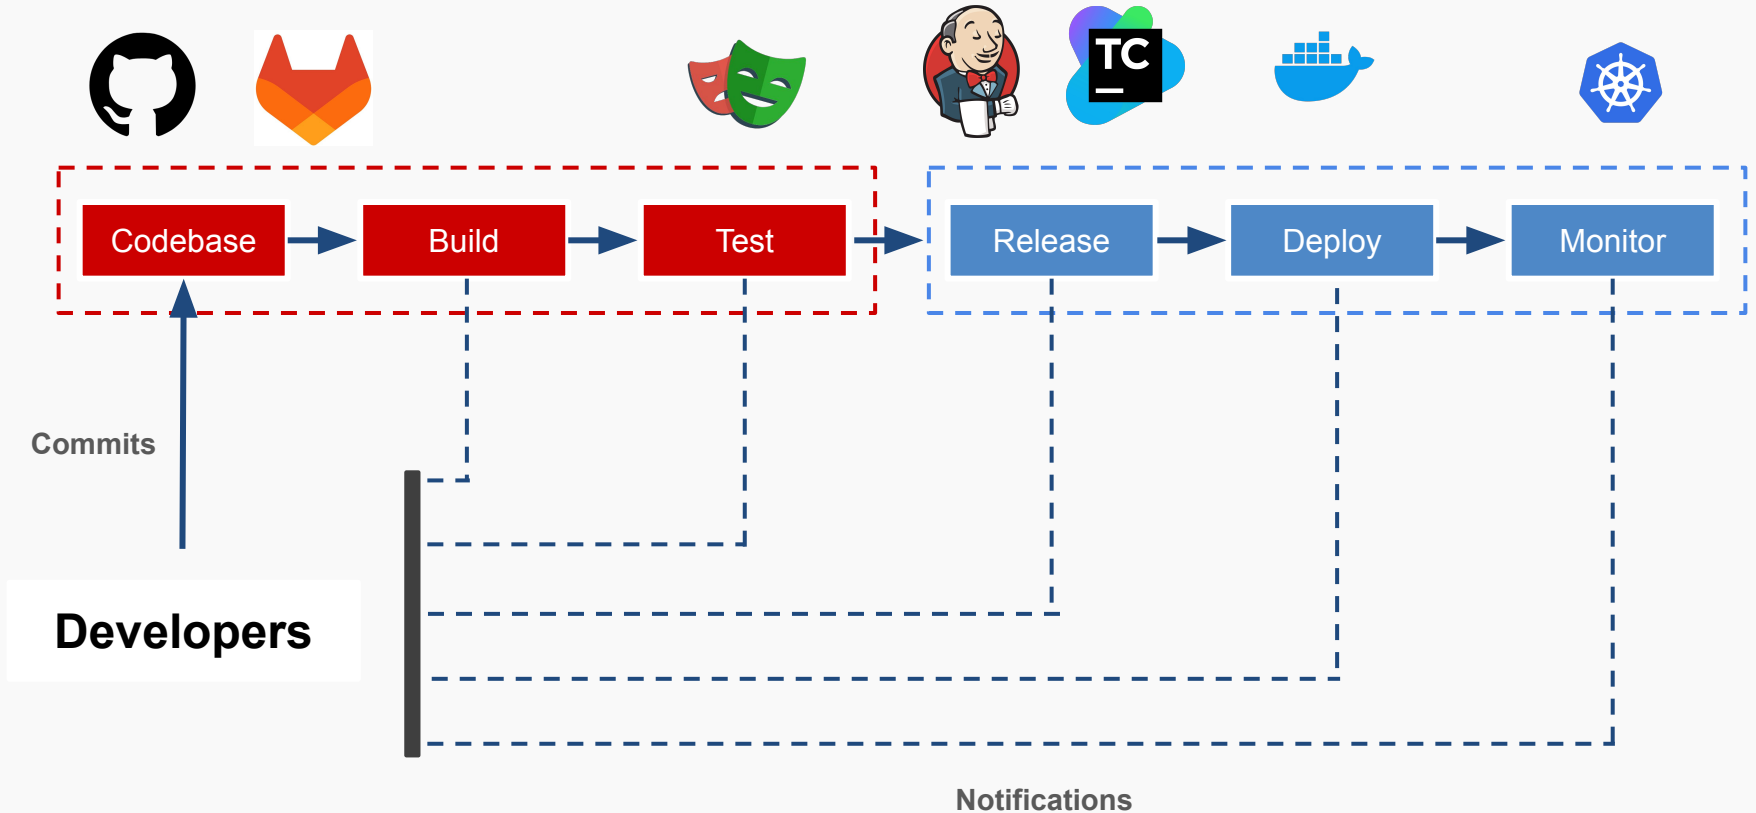 TC
Codebase
Build
Test
Release
Deploy
Monitor
Commits
Developers
Notifications